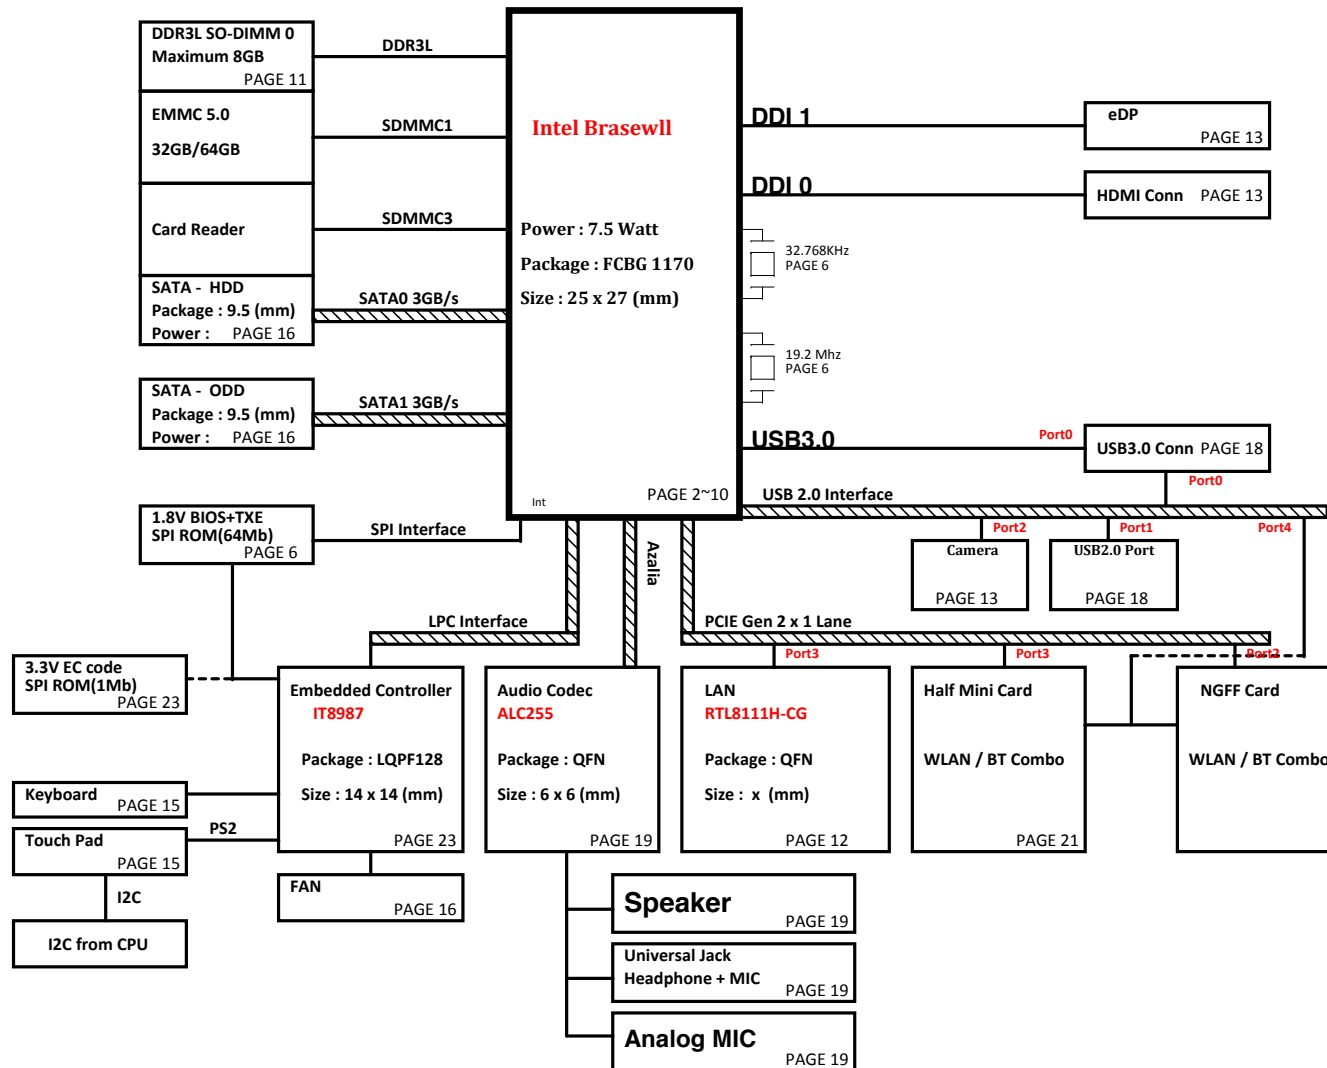 DDR3L SO-DIMM 0
Maximum 8GB
PAGE 11
DDR3L
EMMC 5.0
32GB/64GB
SDMMC1
Card Reader
SDMMC3
SATA - HDD
Package : 9.5 (mm)
Power : PAGE 16
SATA0 3GB/s
SATA - ODD
Package : 9.5 (mm)
Power : PAGE 16
SATA1 3GB/s
Intel Brasewll
Power : 7.5 Watt
Package : FCBG 1170
Size : 25 x 27 (mm)
Int
PAGE 2~10
DDI 1
eDP
PAGE 13
DDI 0
HDMI Conn PAGE 13
32.768KHz
PAGE 6
19.2 Mhz
PAGE 6
USB3.0
Port0
USB3.0 Conn PAGE 18
Port0
USB 2.0 Interface
Port2
Port1
Port4
Camera
PAGE 13
USB2.0 Port
PAGE 18
1.8V BIOS+TXE
SPI ROM(64Mb)
PAGE 6
SPI Interface
Azalia
LPC Interface
PCIE Gen 2 x 1 Lane
Port3
Port3
Port2
3.3V EC code
SPI ROM(1Mb)
PAGE 23
Embedded Controller
IT8987
Package : LQPF128
Size : 14 x 14 (mm)
PAGE 23
Audio Codec
ALC255
Package : QFN
Size : 6 x 6 (mm)
PAGE 19
LAN
RTL8111H-CG
Package : QFN
Size : x (mm)
PAGE 12
Half Mini Card
WLAN / BT Combo
PAGE 21
NGFF Card
WLAN / BT Combo
Keyboard
PAGE 15
PS2
Touch Pad
PAGE 15
I2C
I2C from CPU
FAN
PAGE 16
Speaker
PAGE 19
Universal Jack
Headphone + MIC
PAGE 19
Analog MIC
PAGE 19